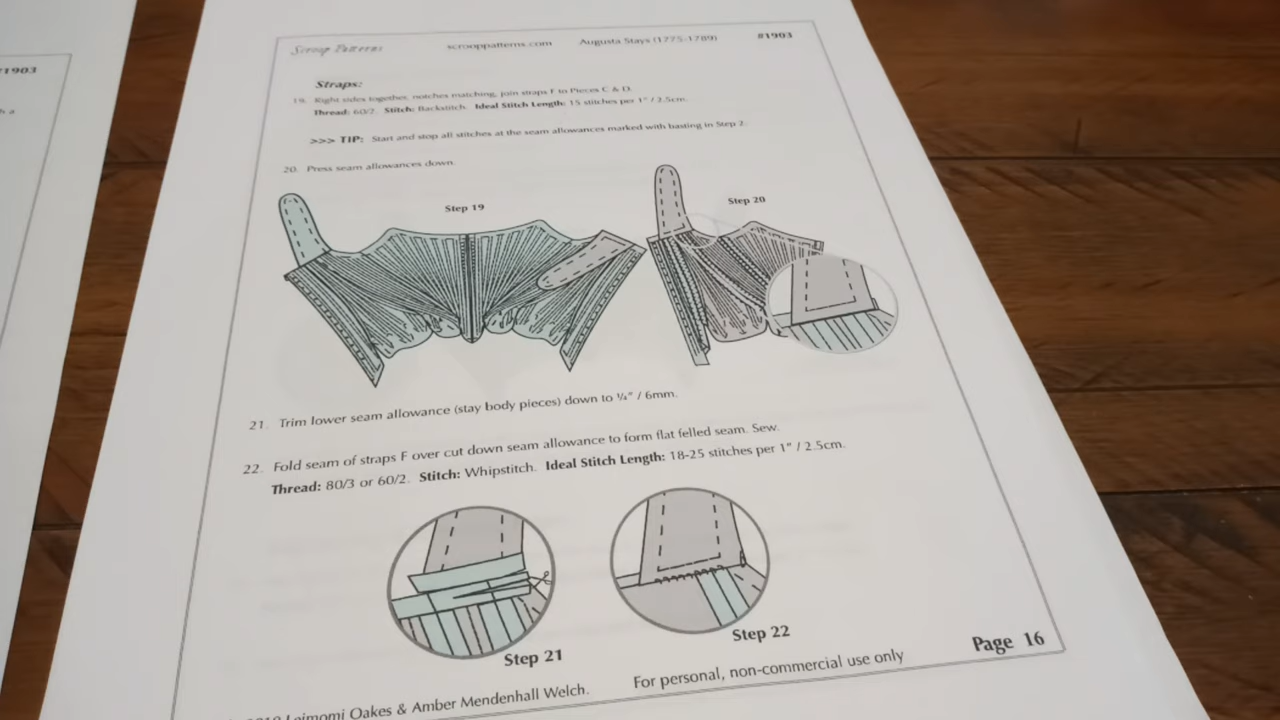 Scroop Patterns scrooppatterns.com Augusta Stays (1775-1789) #1903
Straps:
19. Right sides together, notches matching, join straps F to Pieces C & D.
Thread: 60/2. Stitch: Backstitch. Ideal Stitch Length: 15 stitches per 1" / 2.5cm.
>>> TIP: Start and stop all stitches at the seam allowances marked with basting in Step 2.
20. Press seam allowances down.
Step 19
Step 20
21. Trim lower seam allowance (stay body pieces) down to ¼" / 6mm.
22. Fold seam of straps F over cut down seam allowance to form flat felled seam. Sew.
Thread: 80/3 or 60/2. Stitch: Whipstitch. Ideal Stitch Length: 18-25 stitches per 1" / 2.5cm.
Step 21
Step 22
Leimomi Oakes & Amber Mendenhall Welch. For personal, non-commercial use only Page 16
1903